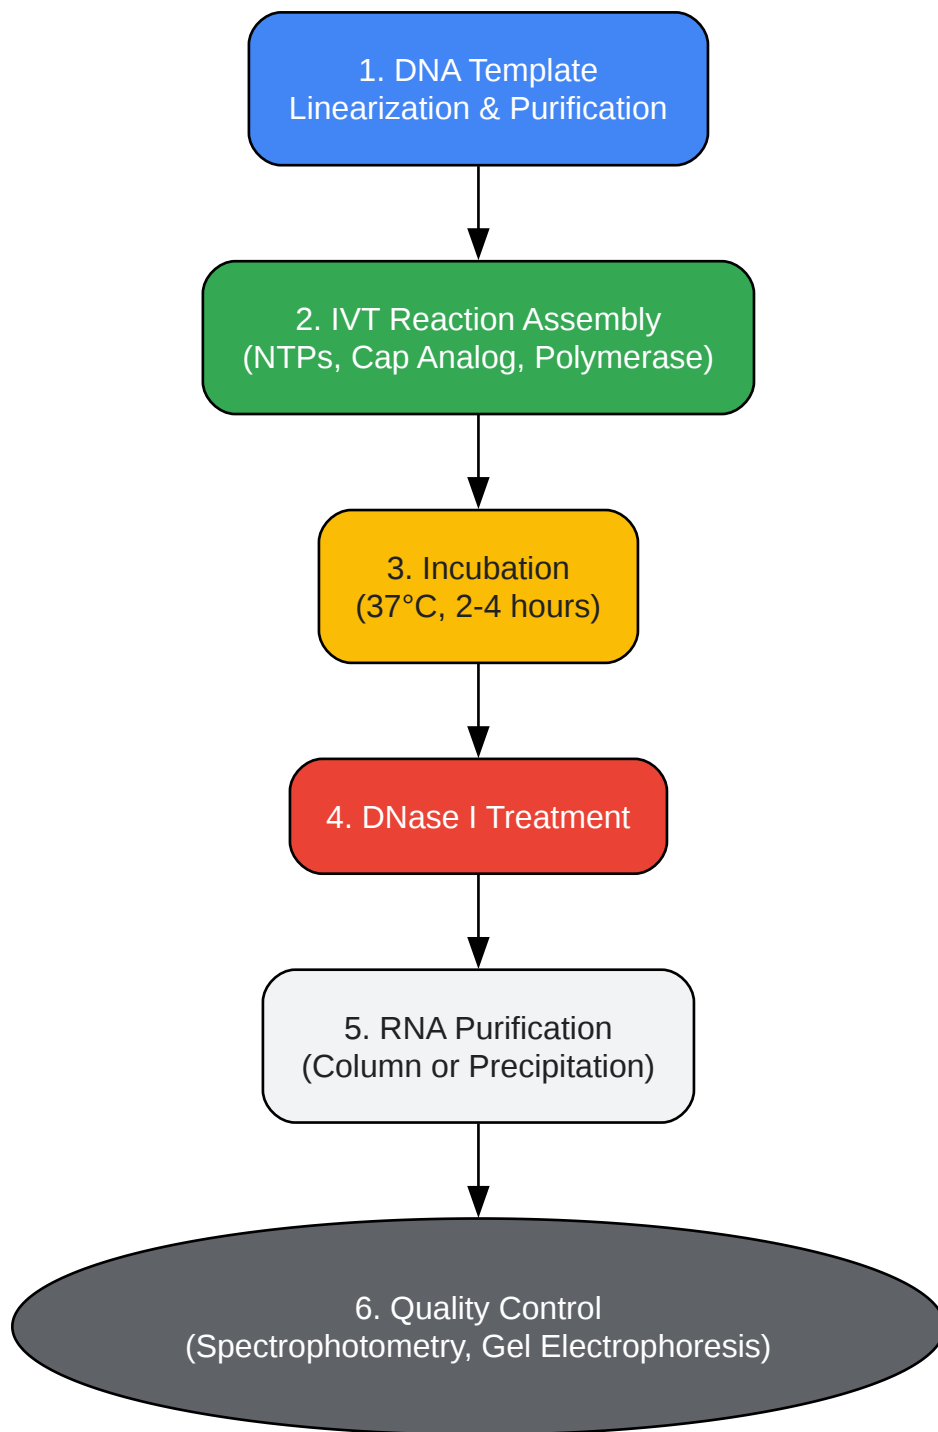 1. DNA Template
Linearization & Purification
2. IVT Reaction Assembly
(NTPs, Cap Analog, Polymerase)
3. Incubation
(37°C, 2-4 hours)
4. DNase I Treatment
5. RNA Purification
(Column or Precipitation)
6. Quality Control
(Spectrophotometry, Gel Electrophoresis)